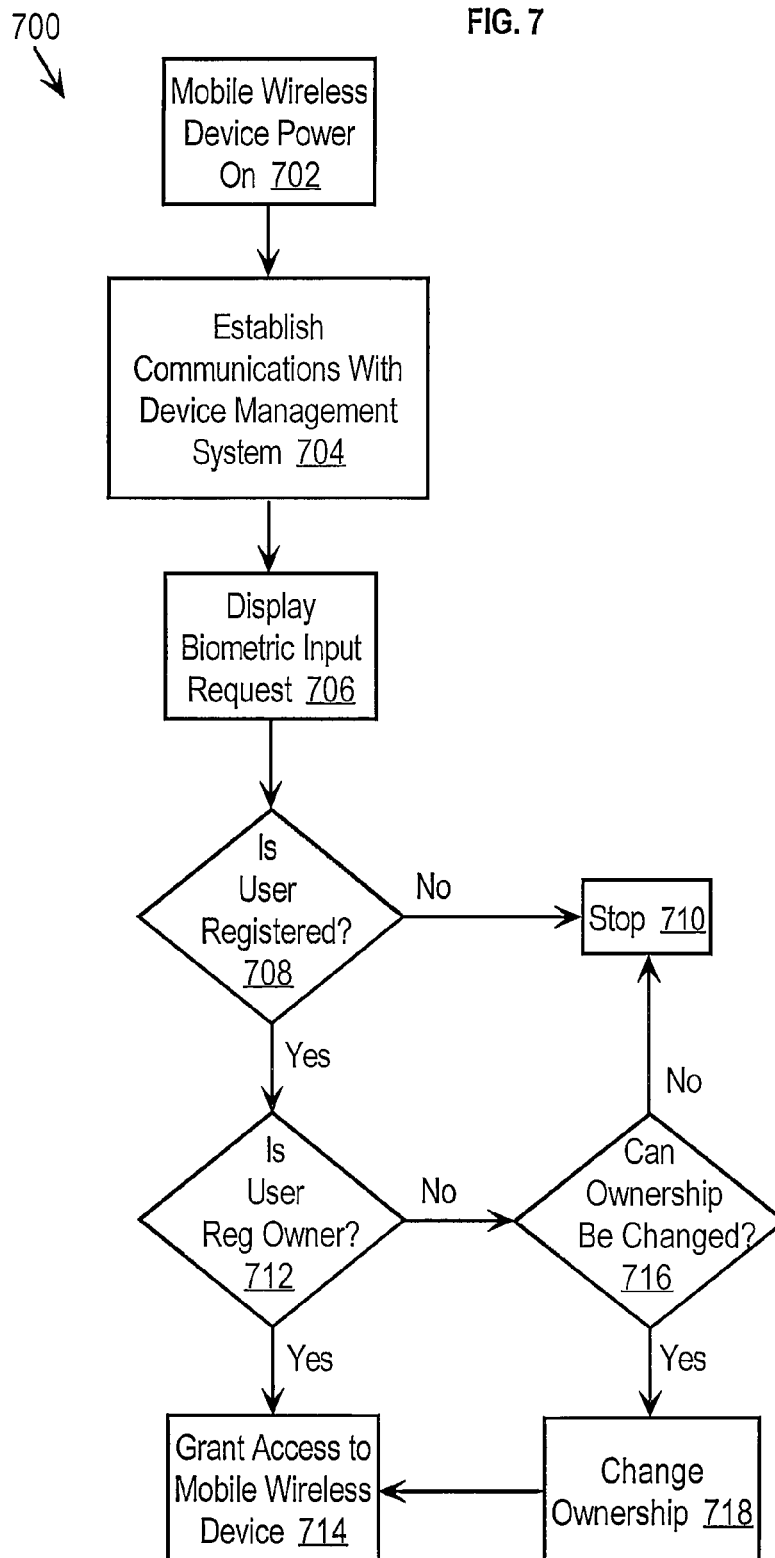 700
FIG. 7
Mobile Wireless
Device Power
On 702
Establish
Communications With
Device Management
System 704
Display
Biometric Input
Request 706
Is
User
Registered?
708
No
Stop 710
Yes
No
Is
User
Reg Owner?
712
No
Can
Ownership
Be Changed?
716
Yes
Yes
Grant Access to
Mobile Wireless
Device 714
Change
Ownership 718